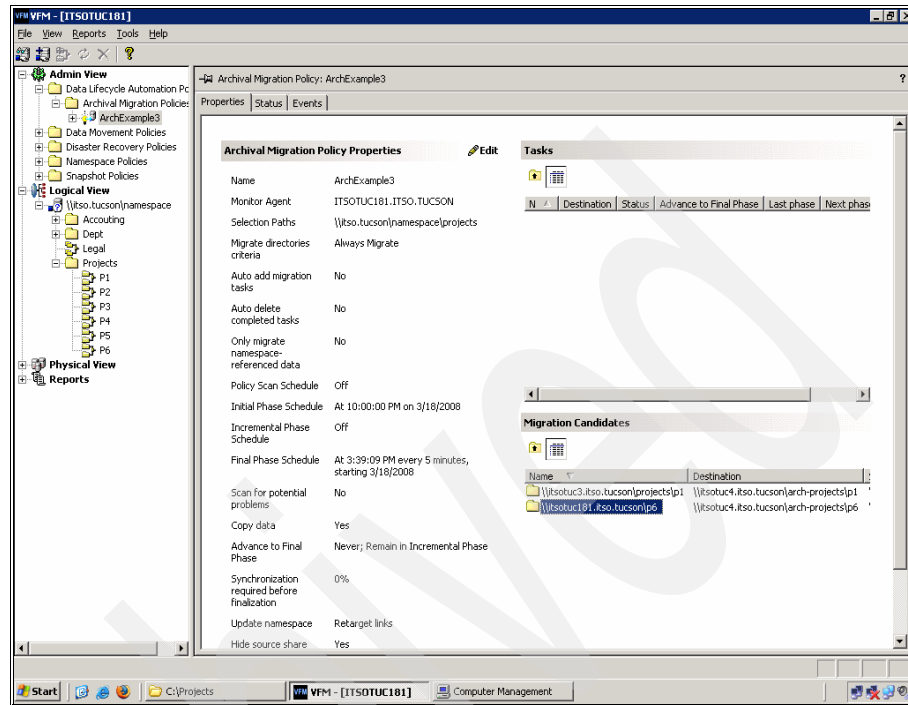 VFM VFM - [ITSOTUC181]
File View Reports Tools Help
Admin View
Data Lifecycle Automation Pc
Archival Migration Policies
ArchExample3
Data Movement Policies
Disaster Recovery Policies
Namespace Policies
Snapshot Policies
Logical View
\\itso.tucson\namespace
Accouting
Dept
Legal
Projects
P1
P2
P3
P4
P5
P6
Physical View
Reports
Archival Migration Policy: ArchExample3 ?
Properties Status Events
Archival Migration Policy Properties Edit
Name ArchExample3
Monitor Agent ITSOTUC181.ITSO.TUCSON
Selection Paths \\itso.tucson\namespace\projects
Migrate directories criteria Always Migrate
Auto add migration tasks No
Auto delete completed tasks No
Only migrate namespace-referenced data No
Policy Scan Schedule Off
Initial Phase Schedule At 10:00:00 PM on 3/18/2008
Incremental Phase Schedule Off
Final Phase Schedule At 3:39:09 PM every 5 minutes, starting 3/18/2008
Scan for potential problems No
Copy data Yes
Advance to Final Phase Never; Remain in Incremental Phase
Synchronization required before finalization 0%
Update namespace Retarget links
Hide source share Yes
Tasks
N Destination Status Advance to Final Phase Last phase Next phas
Migration Candidates
Name Destination
\\itsotuc3.itso.tucson\projects\p1 \\itsotuc4.itso.tucson\arch-projects\p1
\\itsotuc181.itso.tucson\p6 \\itsotuc4.itso.tucson\arch-projects\p6
Start C:\Projects VFM VFM - [ITSOTUC181] Computer Management